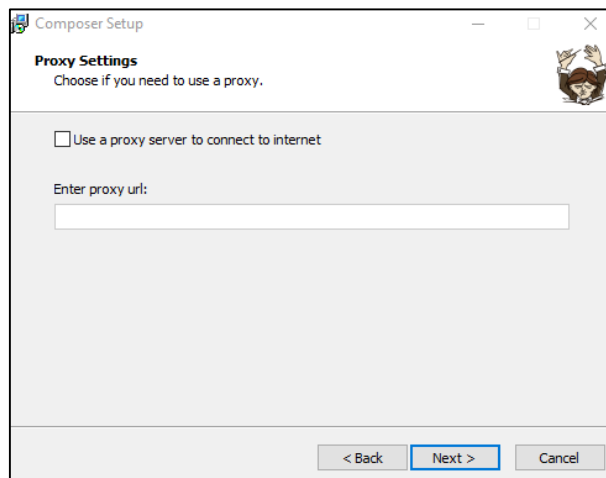 Composer Setup
Proxy Settings
Choose if you need to use a proxy.
Use a proxy server to connect to internet
Enter proxy url:
< Back Next > Cancel